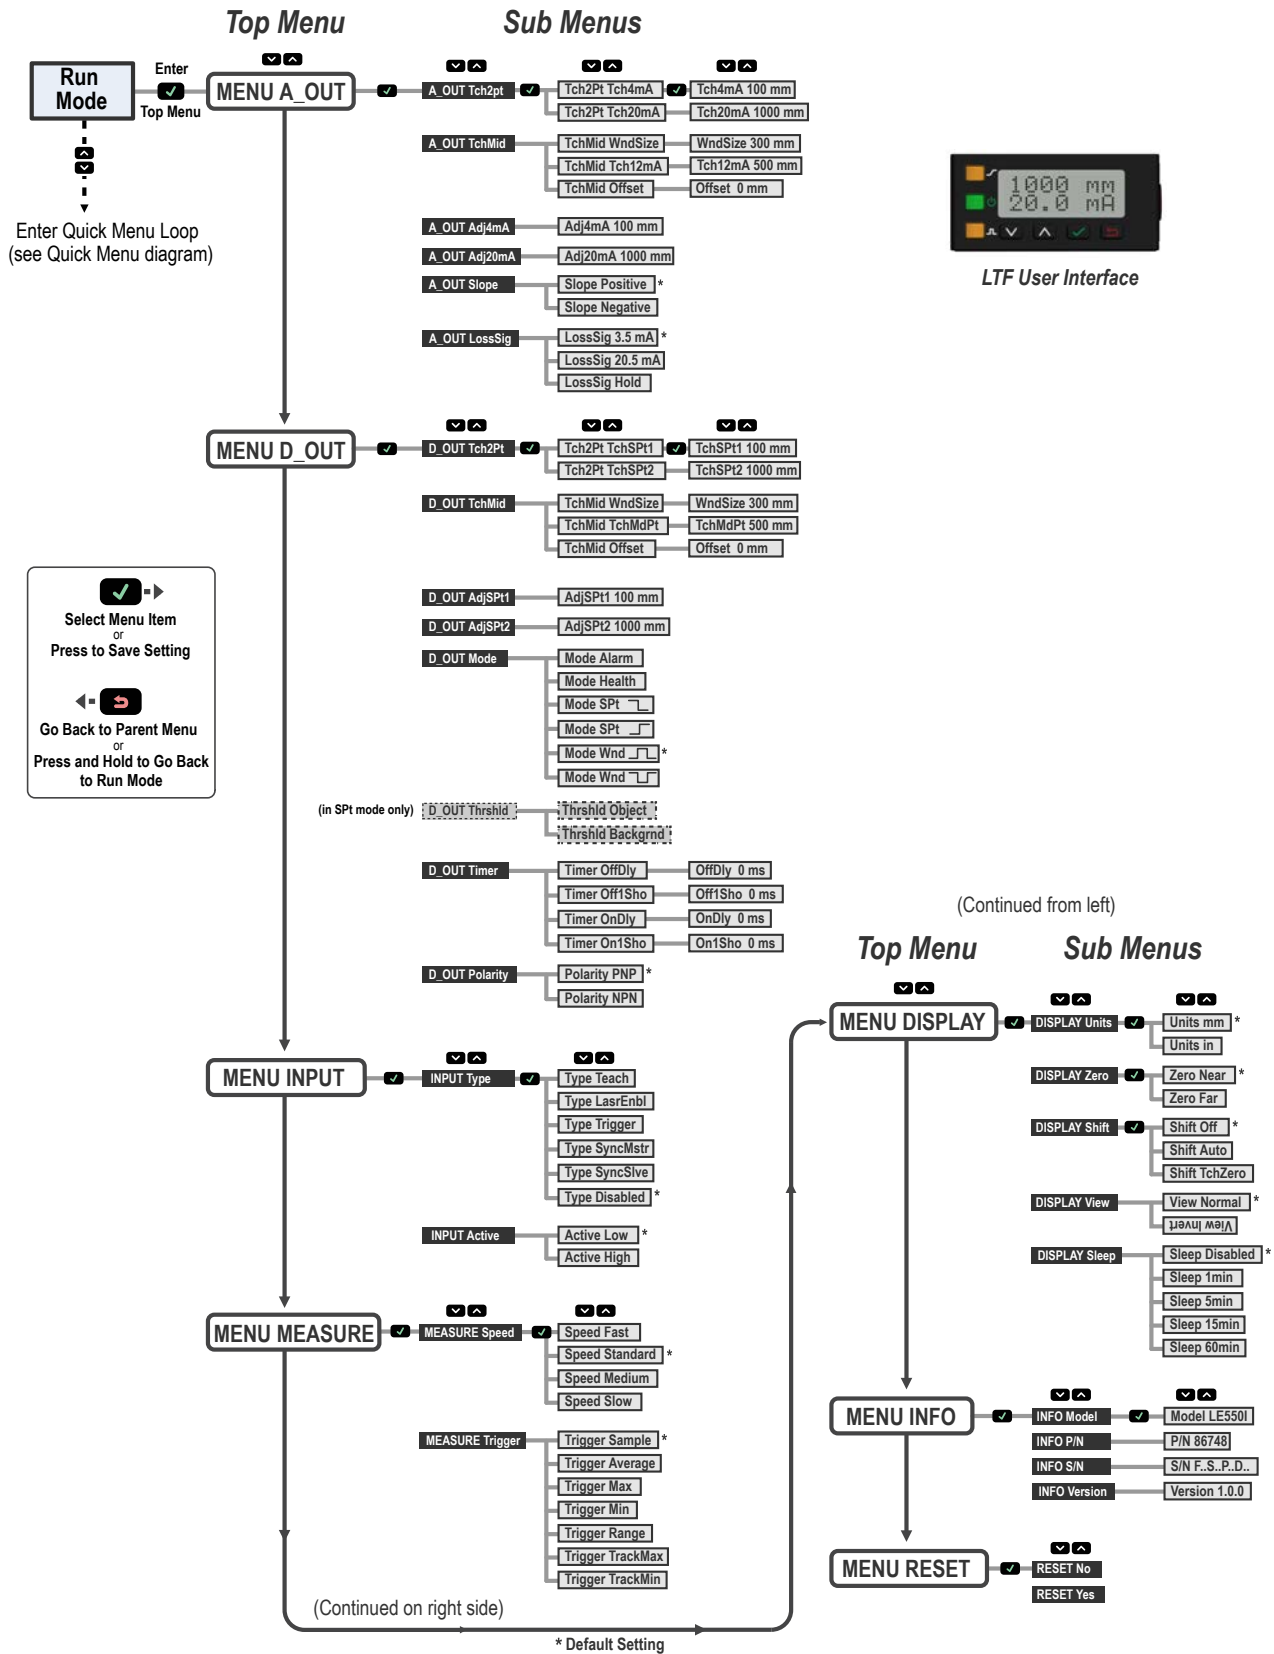 Top Menu
Sub Menus
Run Mode
Enter
Top Menu
Enter Quick Menu Loop
(see Quick Menu diagram)
MENU A_OUT
A_OUT Tch2pt
Tch2Pt Tch4mA
Tch4mA 100 mm
Tch2Pt Tch20mA
Tch20mA 1000 mm
A_OUT TchMid
TchMid WndSize
WndSize 300 mm
TchMid Tch12mA
Tch12mA 500 mm
TchMid Offset
Offset 0 mm
A_OUT Adj4mA
Adj4mA 100 mm
A_OUT Adj20mA
Adj20mA 1000 mm
A_OUT Slope
Slope Positive *
Slope Negative
A_OUT LossSig
LossSig 3.5 mA *
LossSig 20.5 mA
LossSig Hold
1000 mm
20.0 mA
LTF User Interface
MENU D_OUT
D_OUT Tch2Pt
Tch2Pt TchSPt1
TchSPt1 100 mm
Tch2Pt TchSPt2
TchSPt2 1000 mm
D_OUT TchMid
TchMid WndSize
WndSize 300 mm
TchMid TchMdPt
TchMdPt 500 mm
TchMid Offset
Offset 0 mm
D_OUT AdjSPt1
AdjSPt1 100 mm
D_OUT AdjSPt2
AdjSPt2 1000 mm
D_OUT Mode
Mode Alarm
Mode Health
Mode SPt
Mode SPt
Mode Wnd *
Mode Wnd
(in SPt mode only)
D_OUT Thrshld
Thrshld Object
Thrshld Backgrnd
D_OUT Timer
Timer OffDly
OffDly 0 ms
Timer Off1Sho
Off1Sho 0 ms
Timer OnDly
OnDly 0 ms
Timer On1Sho
On1Sho 0 ms
D_OUT Polarity
Polarity PNP *
Polarity NPN
Select Menu Item
or
Press to Save Setting
Go Back to Parent Menu
or
Press and Hold to Go Back
to Run Mode
MENU INPUT
INPUT Type
Type Teach
Type LasrEnbl
Type Trigger
Type SyncMstr
Type SyncSlve
Type Disabled *
INPUT Active
Active Low *
Active High
MENU MEASURE
MEASURE Speed
Speed Fast
Speed Standard *
Speed Medium
Speed Slow
MEASURE Trigger
Trigger Sample *
Trigger Average
Trigger Max
Trigger Min
Trigger Range
Trigger TrackMax
Trigger TrackMin
(Continued on right side)
* Default Setting
(Continued from left)
Top Menu
Sub Menus
MENU DISPLAY
DISPLAY Units
Units mm *
Units in
DISPLAY Zero
Zero Near *
Zero Far
DISPLAY Shift
Shift Off *
Shift Auto
Shift TchZero
DISPLAY View
View Normal *
View Invert
DISPLAY Sleep
Sleep Disabled *
Sleep 1min
Sleep 5min
Sleep 15min
Sleep 60min
MENU INFO
INFO Model
Model LE550I
INFO P/N
P/N 86748
INFO S/N
S/N F..S..P..D..
INFO Version
Version 1.0.0
MENU RESET
RESET No
RESET Yes